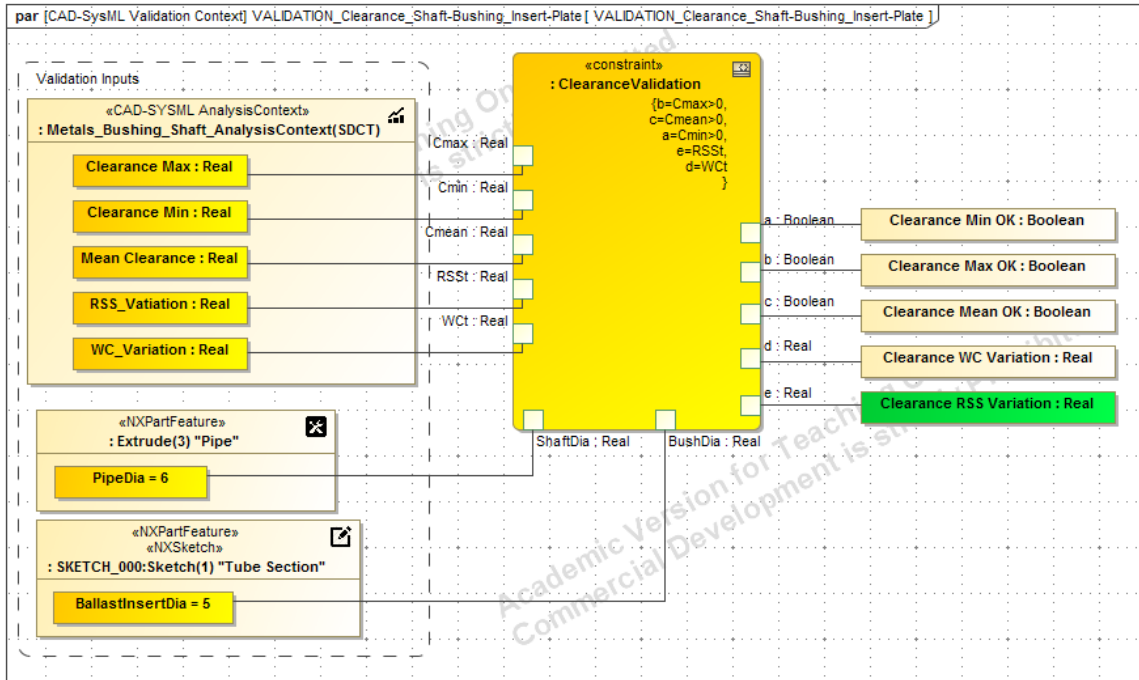 par [CAD-SysML Validation Context] VALIDATION_Clearance_Shaft-Bushing_Insert-Plate [ VALIDATION_Clearance_Shaft-Bushing_Insert-Plate ]
Validation Inputs
«CAD-SYSML AnalysisContext»
: Metals_Bushing_Shaft_AnalysisContext(SDCT)
Clearance Max : Real
Clearance Min : Real
Mean Clearance : Real
RSS_Vatiation : Real
WC_Variation : Real
«NXPartFeature»
: Extrude(3) "Pipe"
PipeDia = 6
«NXPartFeature»
«NXSketch»
: SKETCH_000:Sketch(1) "Tube Section"
BallastInsertDia = 5
Cmax : Real
Cmin : Real
Cmean : Real
RSSt : Real
WCt : Real
«constraint»
: ClearanceValidation
{b=Cmax>0,
c=Cmean>0,
a=Cmin>0,
e=RSSt,
d=WCt
}
ShaftDia : Real
BushDia : Real
a : Boolean
b : Boolean
c : Boolean
d : Real
e : Real
Clearance Min OK : Boolean
Clearance Max OK : Boolean
Clearance Mean OK : Boolean
Clearance WC Variation : Real
Clearance RSS Variation : Real
Academic Version for Teaching
Commercial Development is